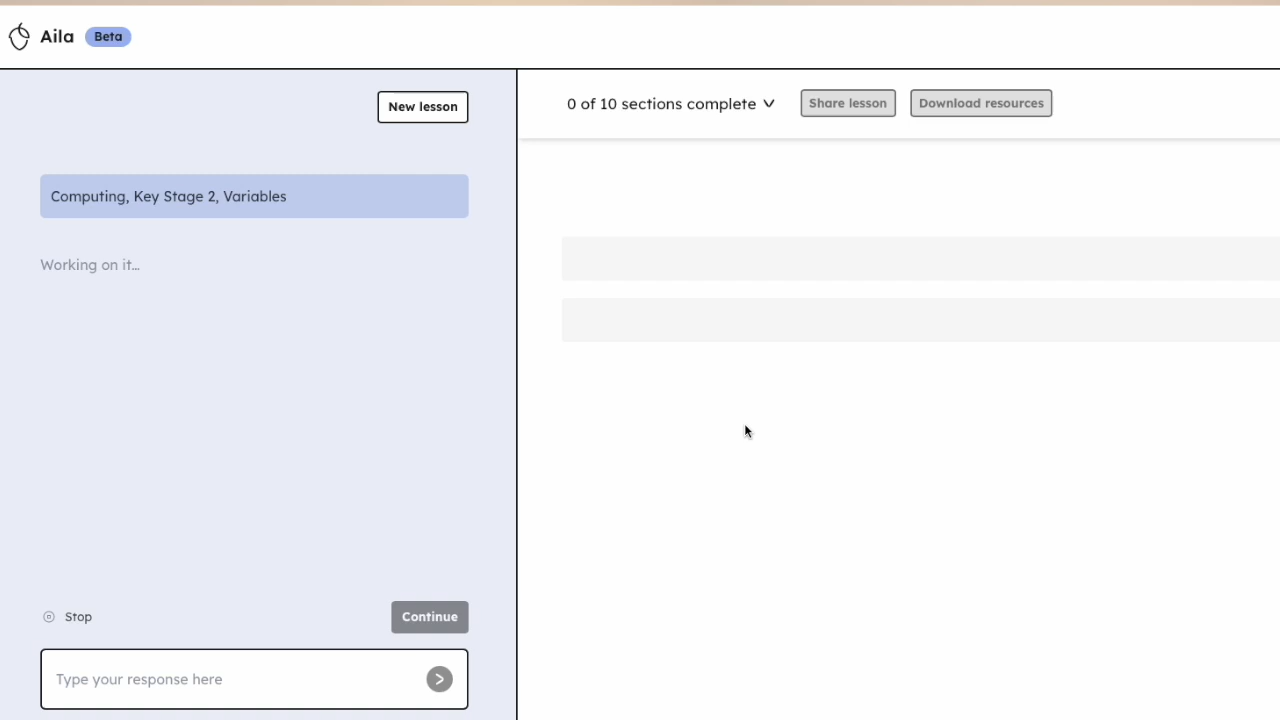 Aila Beta
New lesson
0 of 10 sections complete
Share lesson
Download resources
Computing, Key Stage 2, Variables
Working on it...
Stop
Continue
Type your response here